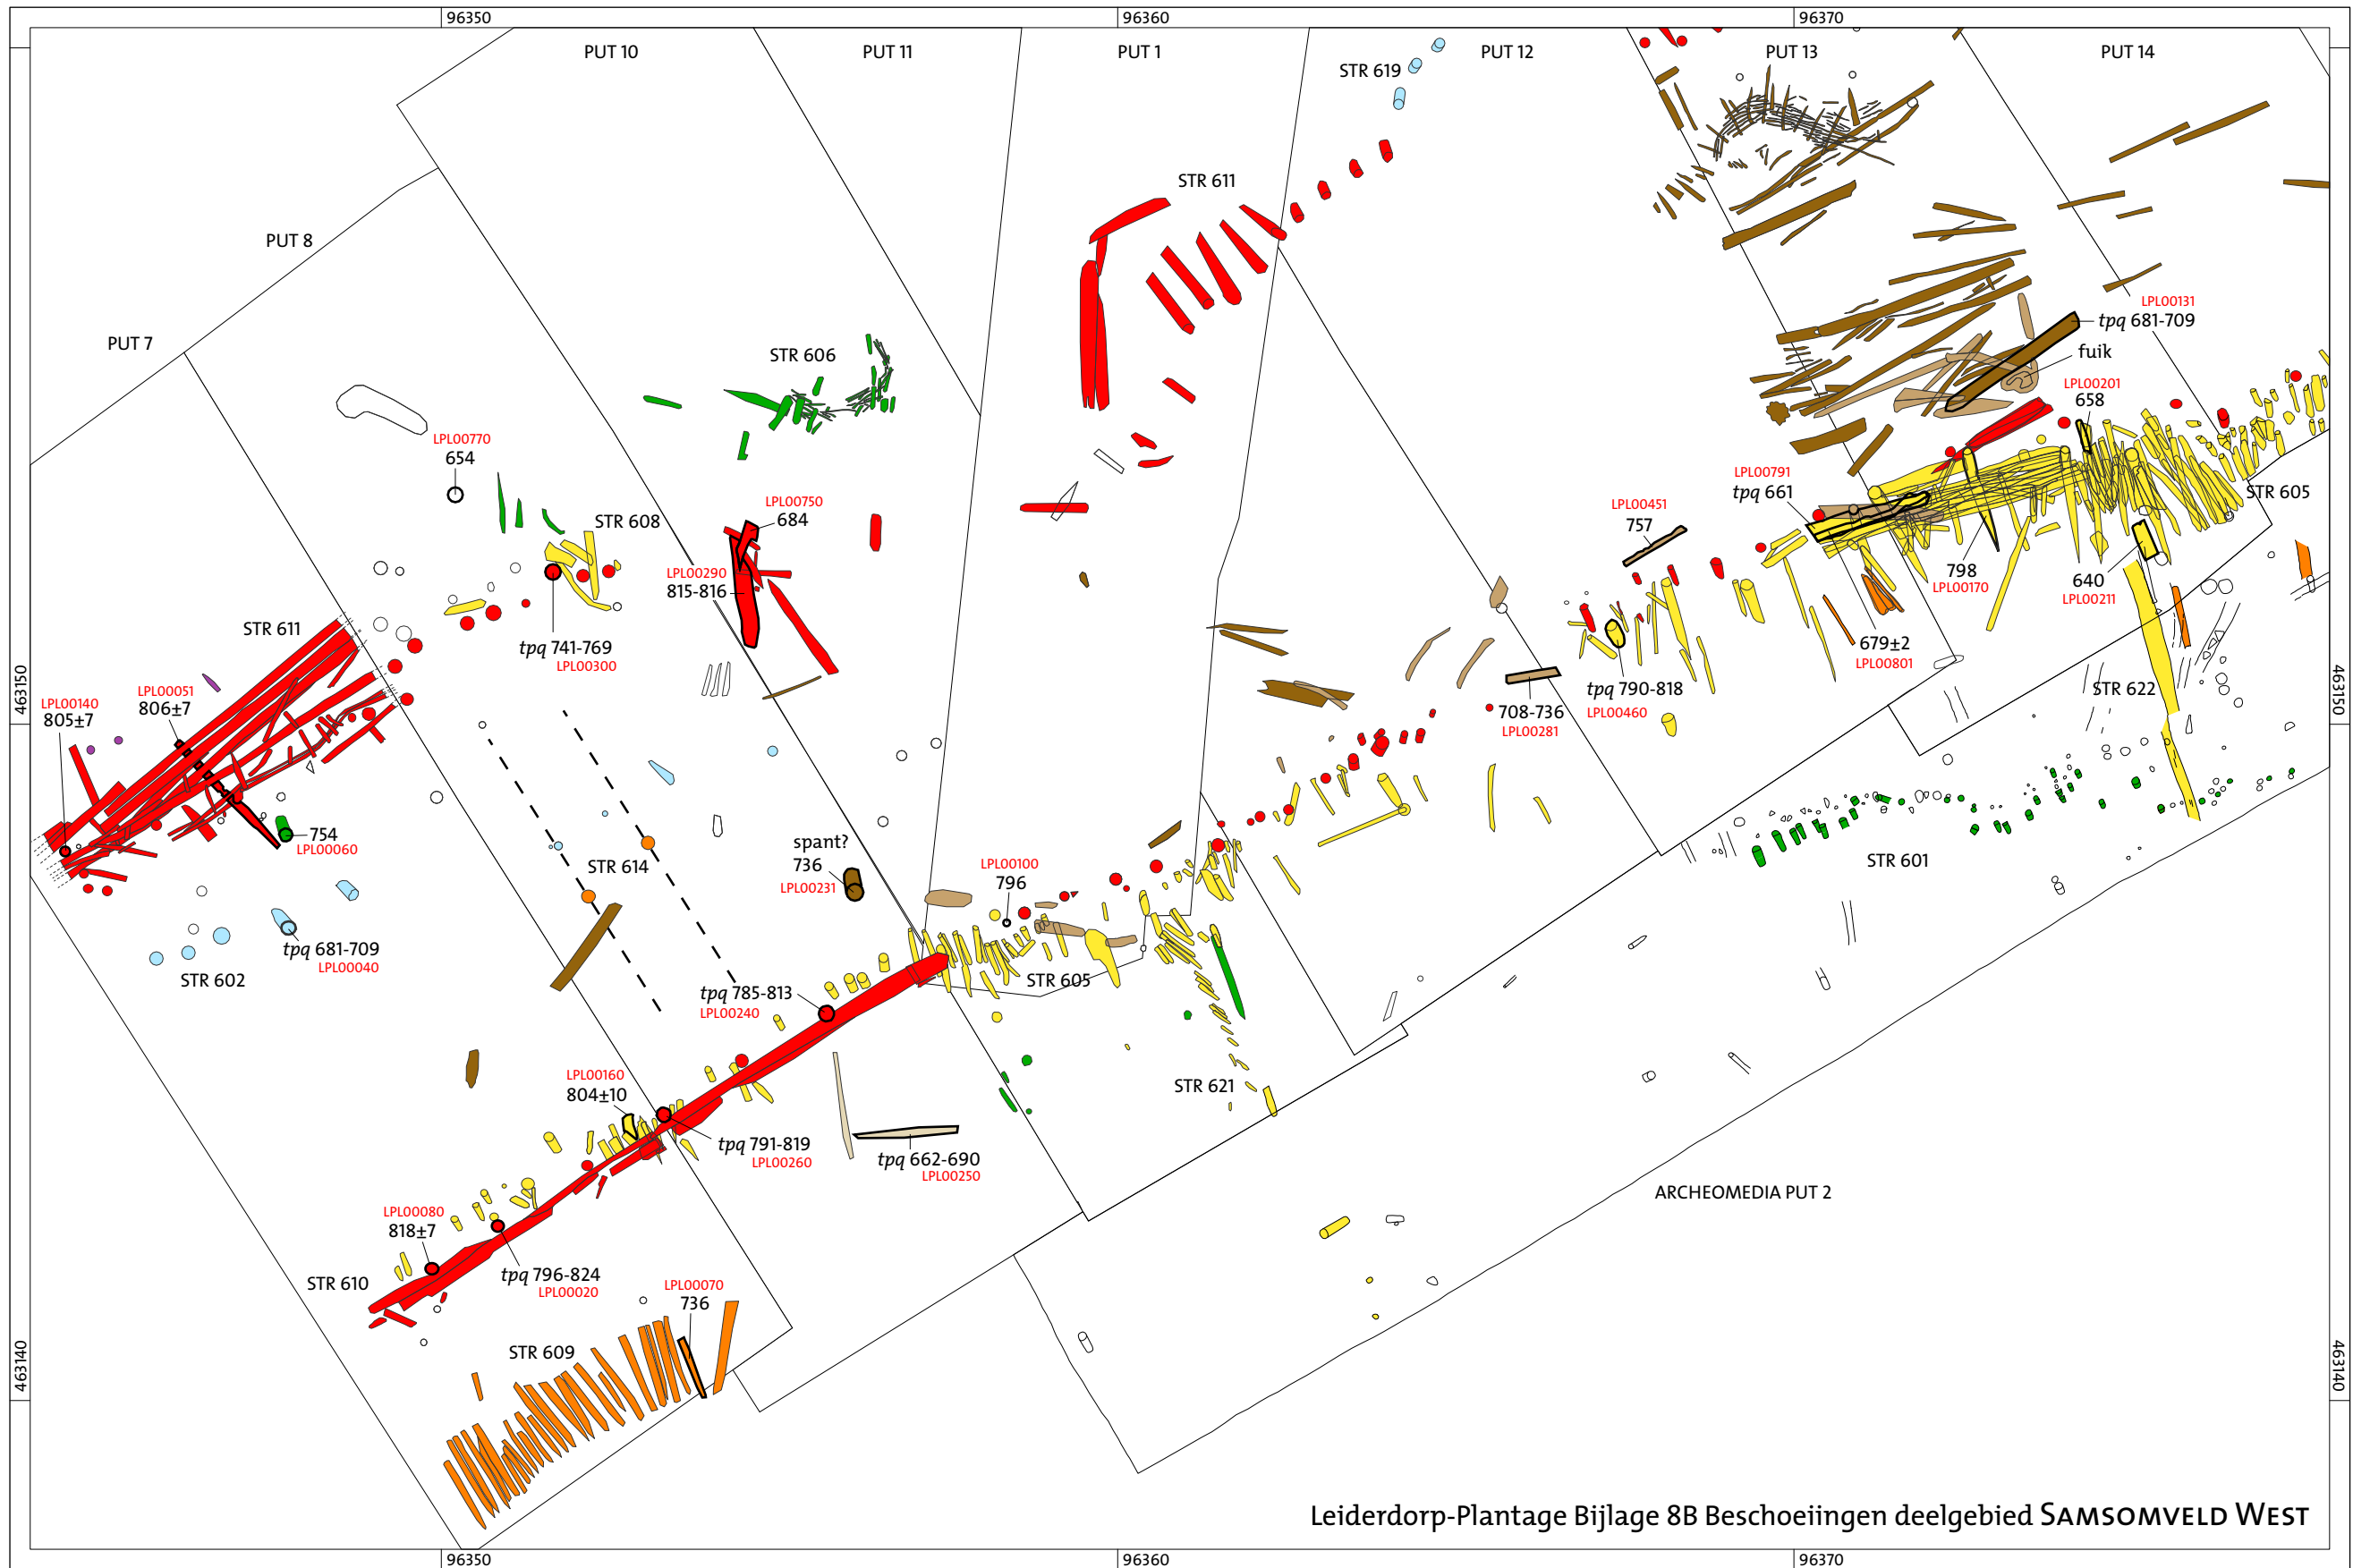 96350
96360
96370
PUT 10
PUT 11
PUT 1
PUT 12
PUT 13
PUT 14
STR 619
STR 611
PUT 8
PUT 7
LPL00131
tpq 681-709
fuik
STR 606
LPL00201
658
LPL00770
654
LPL00791
tpq 661
STR 605
LPL00750
684
LPL00451
757
STR 608
LPL00290
815-816
798
LPL00170
640
LPL00211
STR 611
tpq 741-769
LPL00300
679±2
LPL00801
LPL00140
805±7
LPL00051
806±7
tpq 790-818
LPL00460
STR 622
708-736
LPL00281
463150
463150
754
LPL00060
spant?
736
LPL00231
STR 614
LPL00100
796
STR 601
tpq 681-709
LPL00040
STR 602
STR 605
tpq 785-813
LPL00240
LPL00160
804±10
STR 621
tpq 791-819
LPL00260
tpq 662-690
LPL00250
ARCHEOMEDIA PUT 2
LPL00080
818±7
STR 610
tpq 796-824
LPL00020
LPL00070
736
STR 609
463140
463140
Leiderdorp-Plantage Bijlage 8B Beschoeiingen deelgebied SAMSOMVELD WEST
96350
96360
96370